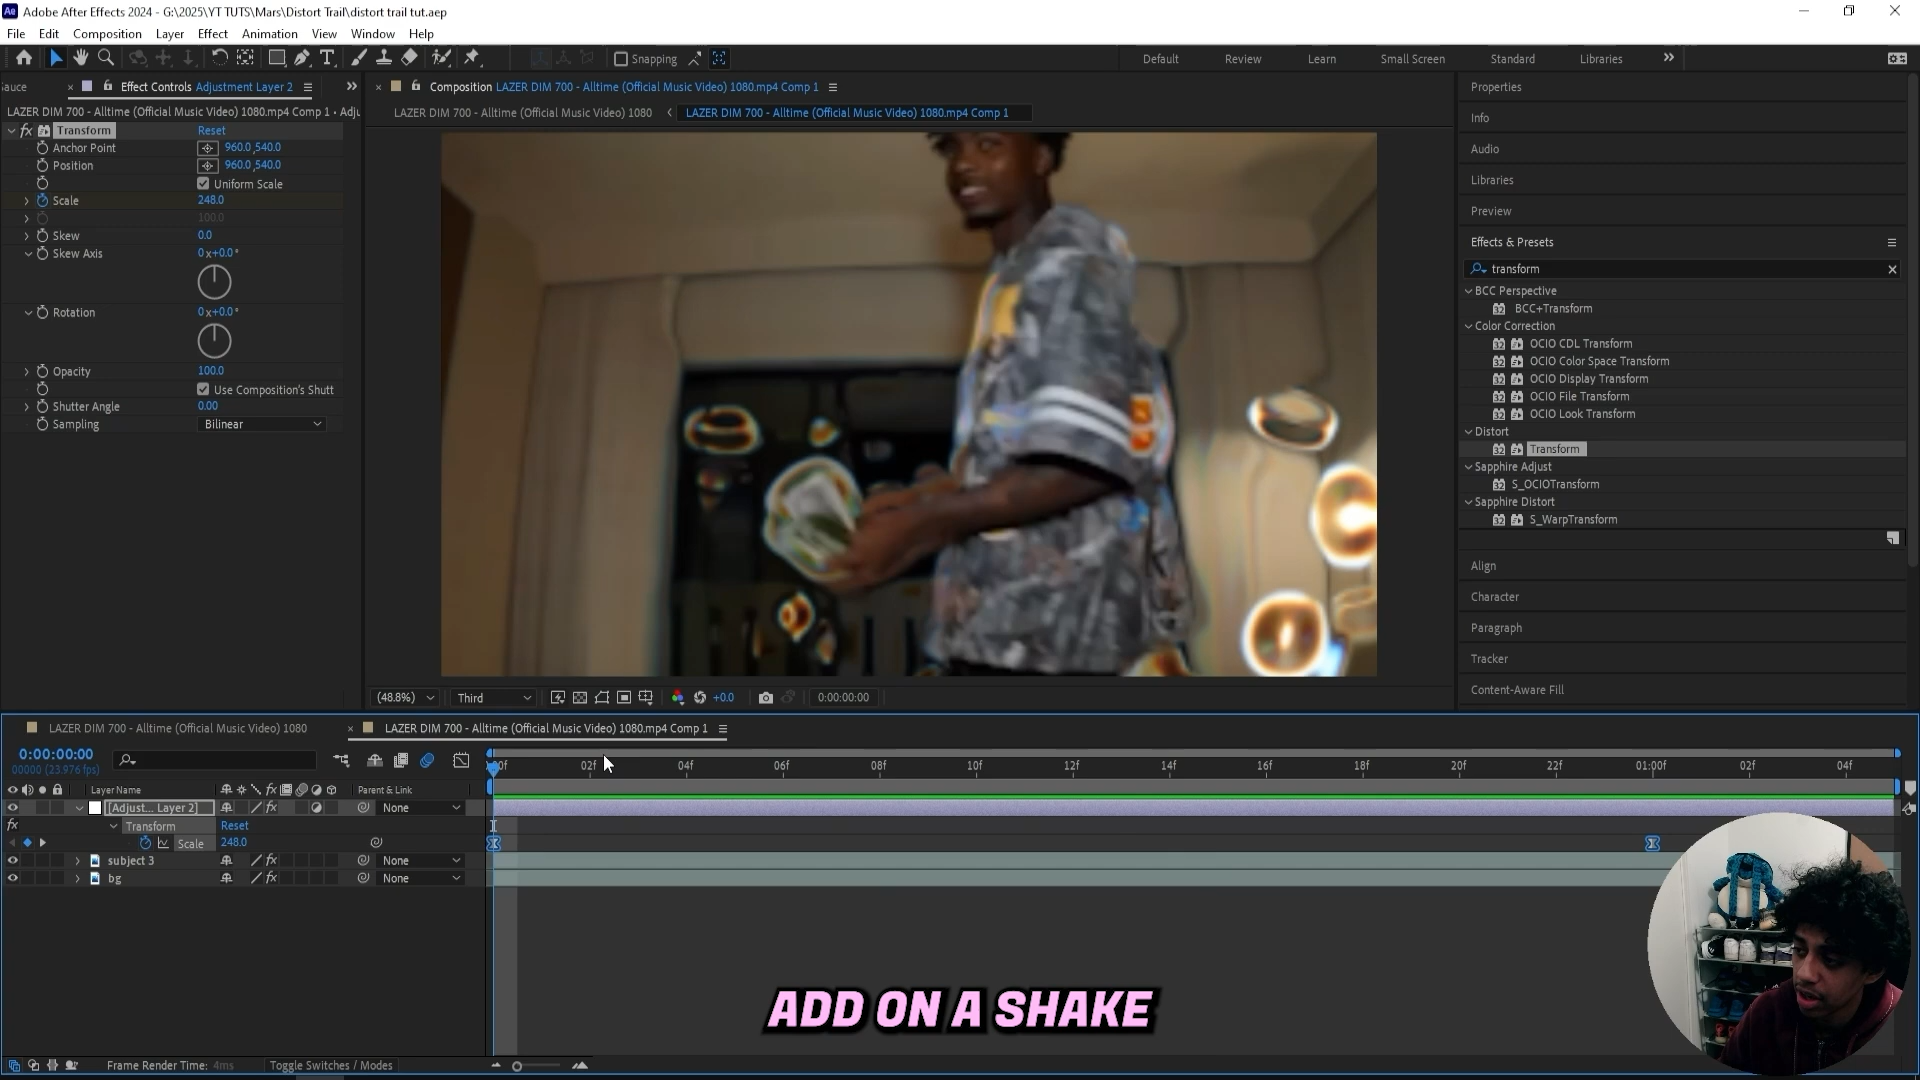 Adobe After Effects 2024 - G:\2025\YT TUTS\Mars\Distort Trail\distort trail tut.aep
File Edit Composition Layer Effect Animation View Window Help
Snapping
Default Review Learn Small Screen Standard Libraries
auce Effect Controls Adjustment Layer 2
LAZER DIM 700 - Alltime (Official Music Video) 1080.mp4 Comp 1 • Adju
fx Transform Reset
Anchor Point 960.0, 540.0
Position 960.0, 540.0
Uniform Scale
Scale 248.0
100.0
Skew 0.0
Skew Axis 0x+0.0°
Rotation 0x+0.0°
Opacity 100.0
Use Composition's Shutt
Shutter Angle 0.00
Sampling Bilinear
Composition LAZER DIM 700 - Alltime (Official Music Video) 1080.mp4 Comp 1
LAZER DIM 700 - Alltime (Official Music Video) 1080 LAZER DIM 700 - Alltime (Official Music Video) 1080.mp4 Comp 1
(48.8%) Third +0.0 0:00:00:00
Properties
Info
Audio
Libraries
Preview
Effects & Presets
transform
BCC Perspective
BCC+Transform
Color Correction
OCIO CDL Transform
OCIO Color Space Transform
OCIO Display Transform
OCIO File Transform
OCIO Look Transform
Distort
Transform
Sapphire Adjust
S_OCIOTransform
Sapphire Distort
S_WarpTransform
Align
Character
Paragraph
Tracker
Content-Aware Fill
LAZER DIM 700 - Alltime (Official Music Video) 1080 LAZER DIM 700 - Alltime (Official Music Video) 1080.mp4 Comp 1
0:00:00:00
00000 (23.976 fps)
02f 04f 06f 08f 10f 12f 14f 16f 18f 20f 22f 01:00f 02f 04f
Layer Name Parent & Link
[Adjust... Layer 2] None
fx Transform Reset
Scale 248.0
subject 3 None
bg None
ADD ON A SHAKE
Frame Render Time: 4ms Toggle Switches / Modes